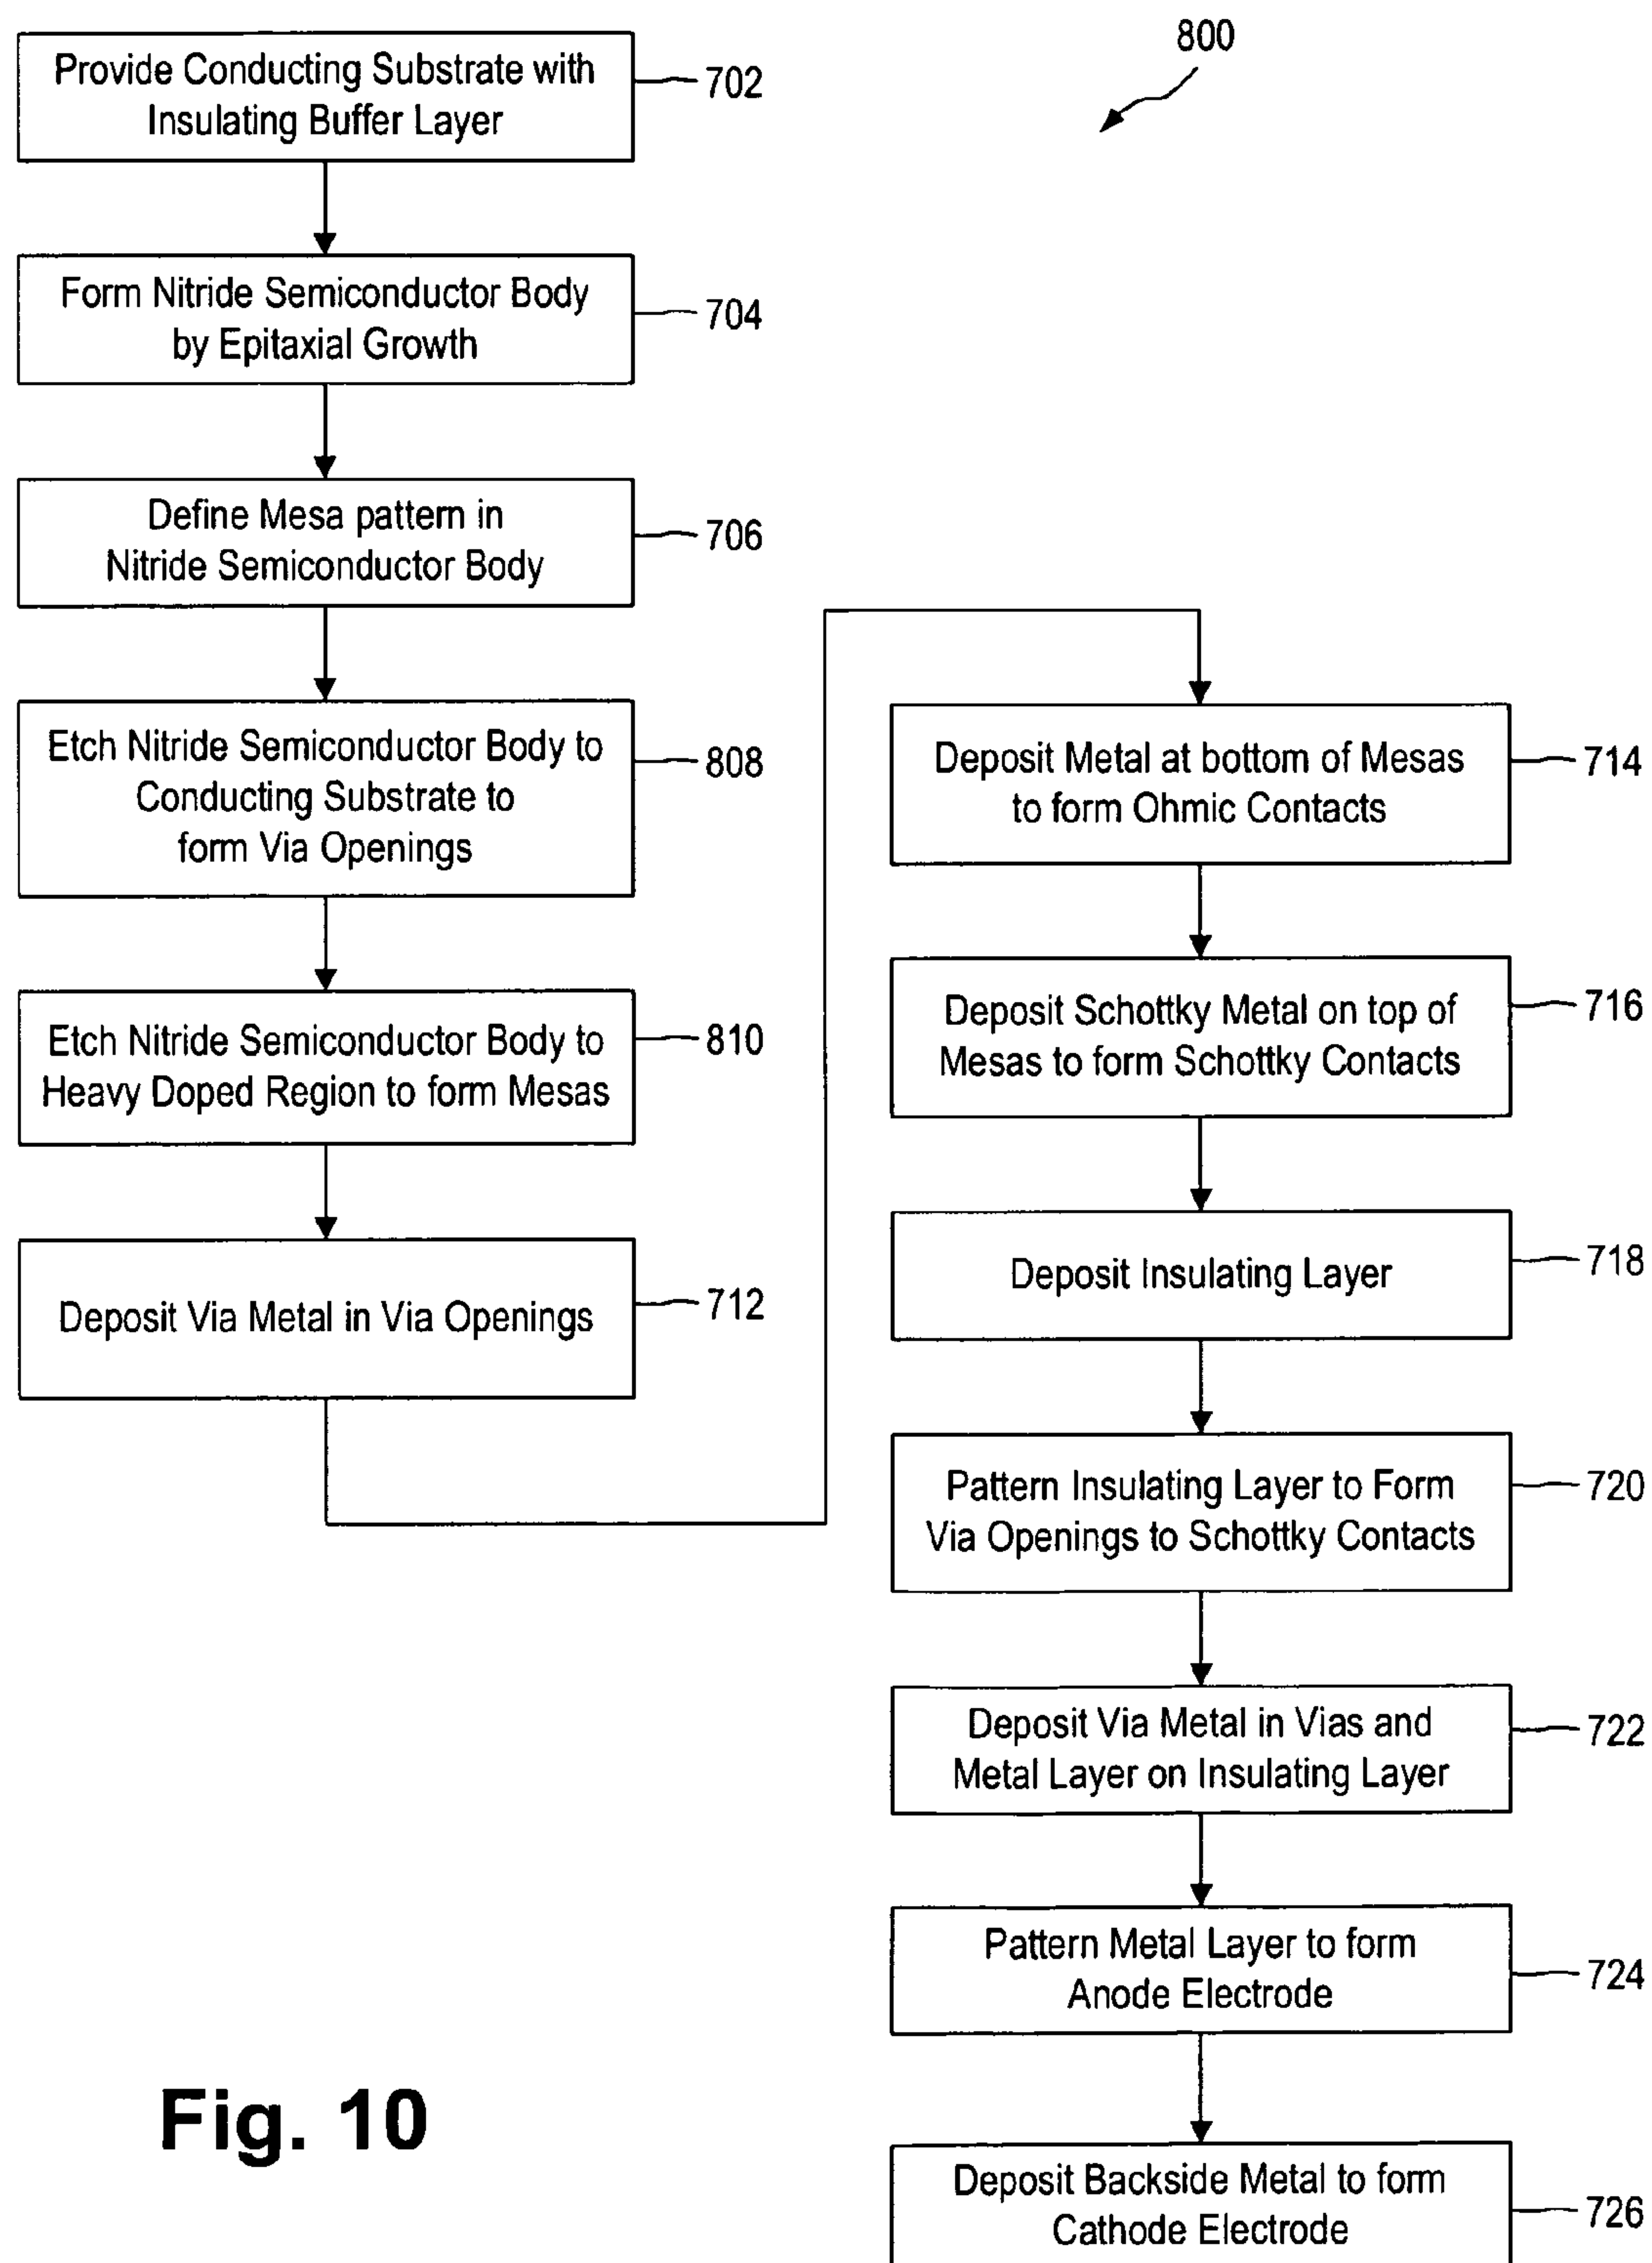 800
Provide Conducting Substrate with
Insulating Buffer Layer
702
Form Nitride Semiconductor Body
by Epitaxial Growth
704
Define Mesa pattern in
Nitride Semiconductor Body
706
Etch Nitride Semiconductor Body to
Conducting Substrate to
form Via Openings
808
Etch Nitride Semiconductor Body to
Heavy Doped Region to form Mesas
810
Deposit Via Metal in Via Openings
712
Deposit Metal at bottom of Mesas
to form Ohmic Contacts
714
Deposit Schottky Metal on top of
Mesas to form Schottky Contacts
716
Deposit Insulating Layer
718
Pattern Insulating Layer to Form
Via Openings to Schottky Contacts
720
Deposit Via Metal in Vias and
Metal Layer on Insulating Layer
722
Pattern Metal Layer to form
Anode Electrode
724
Deposit Backside Metal to form
Cathode Electrode
726
Fig. 10